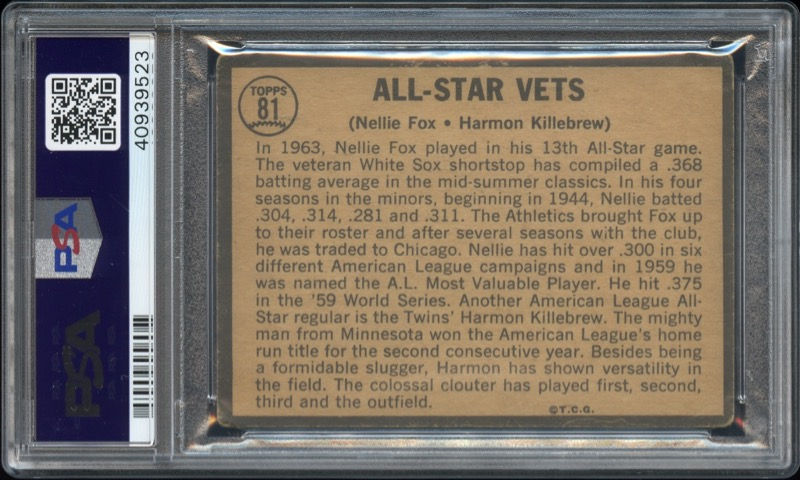 40939523
PSA
PSA
TOPPS
81
ALL-STAR VETS
(Nellie Fox • Harmon Killebrew)
In 1963, Nellie Fox played in his 13th All-Star game.
The veteran White Sox shortstop has compiled a .368
batting average in the mid-summer classics. In his four
seasons in the minors, beginning in 1944, Nellie batted
.304, .314, .281 and .311. The Athletics brought Fox up
to their roster and after several seasons with the club,
he was traded to Chicago. Nellie has hit over .300 in six
different American League campaigns and in 1959 he
was named the A.L. Most Valuable Player. He hit .375
in the '59 World Series. Another American League All-
Star regular is the Twins' Harmon Killebrew. The mighty
man from Minnesota won the American League's home
run title for the second consecutive year. Besides being
a formidable slugger, Harmon has shown versatility in
the field. The colossal clouter has played first, second,
third and the outfield.
©T.C.G.